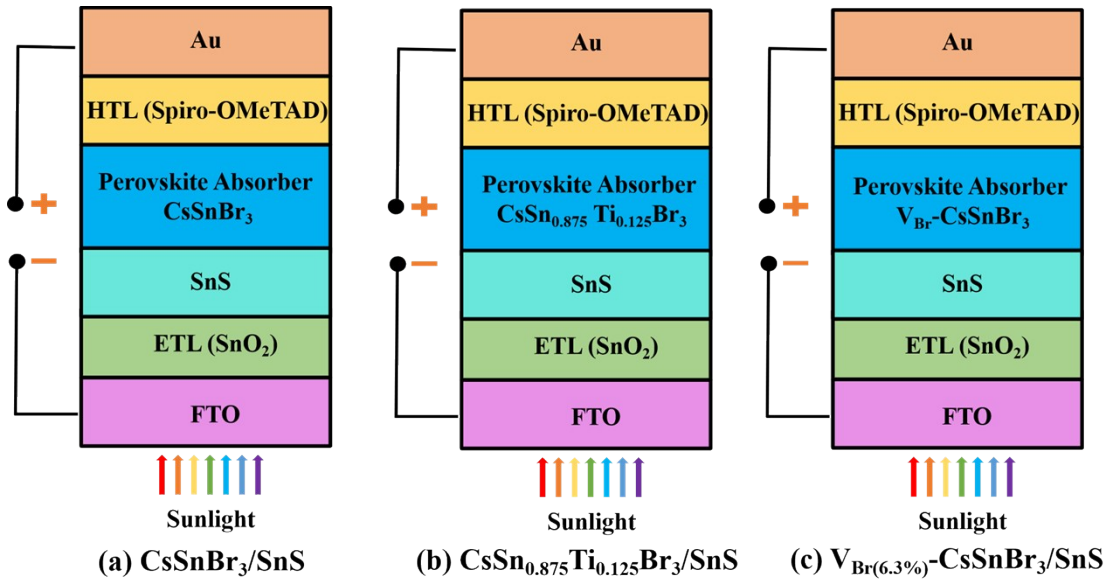 Au
HTL (Spiro-OMeTAD)
Perovskite Absorber
CsSnBr₃
SnS
ETL (SnO₂)
FTO
+
−
Sunlight
(a) CsSnBr₃/SnS
Au
HTL (Spiro-OMeTAD)
Perovskite Absorber
CsSn₀.₈₇₅ Ti₀.₁₂₅Br₃
SnS
ETL (SnO₂)
FTO
+
−
Sunlight
(b) CsSn₀.₈₇₅Ti₀.₁₂₅Br₃/SnS
Au
HTL (Spiro-OMeTAD)
Perovskite Absorber
V_Br-CsSnBr₃
SnS
ETL (SnO₂)
FTO
+
−
Sunlight
(c) V_Br(6.3%)-CsSnBr₃/SnS